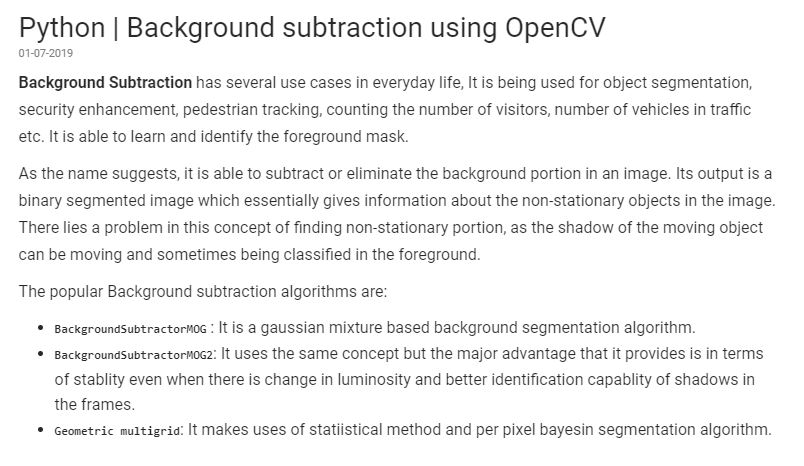 Python | Background subtraction using OpenCV
01-07-2019
Background Subtraction has several use cases in everyday life, It is being used for object segmentation,
security enhancement, pedestrian tracking, counting the number of visitors, number of vehicles in traffic
etc. It is able to learn and identify the foreground mask.
As the name suggests, it is able to subtract or eliminate the background portion in an image. Its output is a
binary segmented image which essentially gives information about the non-stationary objects in the image.
There lies a problem in this concept of finding non-stationary portion, as the shadow of the moving object
can be moving and sometimes being classified in the foreground.
The popular Background subtraction algorithms are:
• BackgroundSubtractorMOG : It is a gaussian mixture based background segmentation algorithm.
• BackgroundSubtractorMOG2: It uses the same concept but the major advantage that it provides is in terms
of stablity even when there is change in luminosity and better identification capablity of shadows in
the frames.
• Geometric multigrid: It makes uses of statiistical method and per pixel bayesin segmentation algorithm.